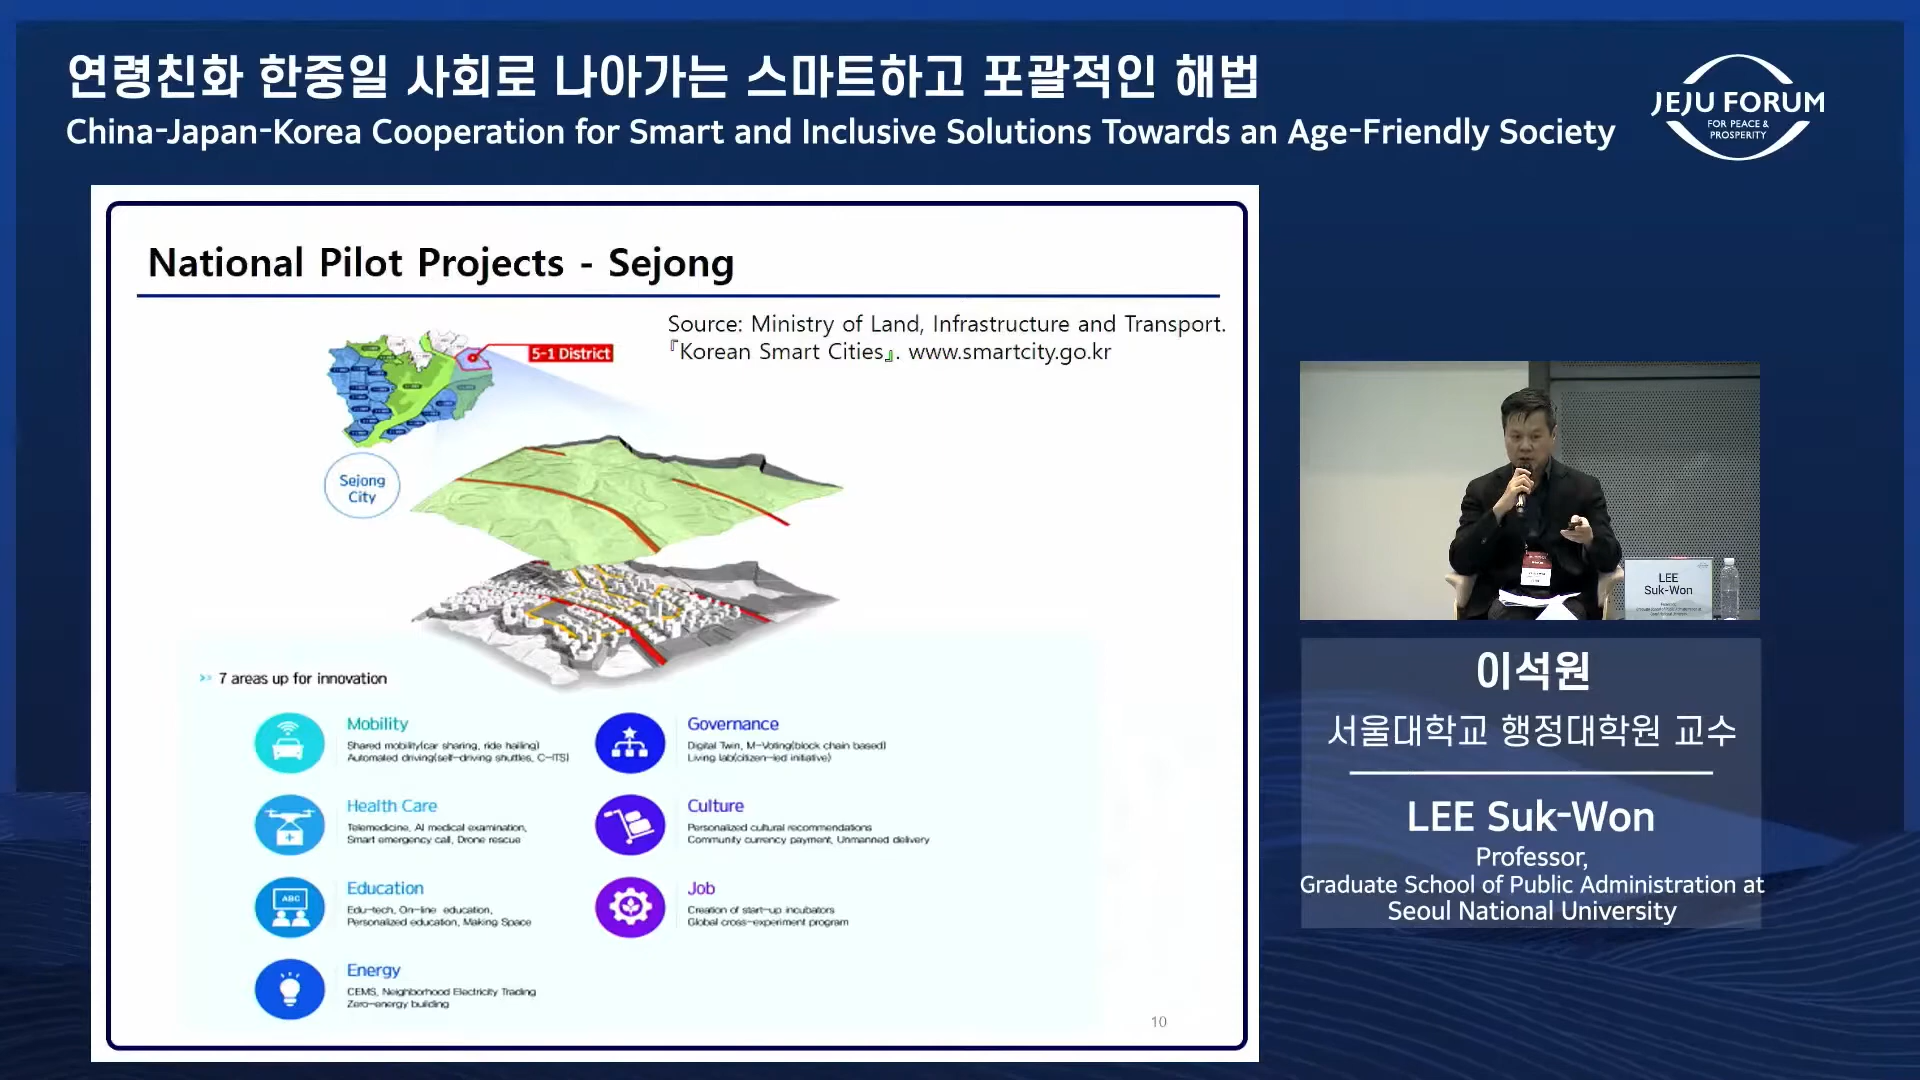 연령친화 한중일 사회로 나아가는 스마트하고 포괄적인 해법
China-Japan-Korea Cooperation for Smart and Inclusive Solutions Towards an Age-Friendly Society
JEJU FORUM
FOR PEACE &
PROSPERITY
National Pilot Projects - Sejong
Source: Ministry of Land, Infrastructure and Transport.
『Korean Smart Cities』. www.smartcity.go.kr
5-1 District
Sejong
City
›› 7 areas up for innovation
Mobility
Shared mobility(car sharing, ride hailing)
Automated driving(self-driving shuttles, C-ITS)
Health Care
Telemedicine, AI medical examination,
Smart emergency call, Drone rescue
ABC
Education
Edu-tech, On-line education,
Personalized education, Making Space
Energy
CEMS, Neighborhood Electricity Trading
Zero-energy building
Governance
Digital Twin, M-Voting(block chain based)
Living lab(citizen-led initiative)
Culture
Personalized cultural recommendations
Community currency payment, Unmanned delivery
Job
Creation of start-up incubators
Global cross-experiment program
10
LEE
Suk-Won
이석원
서울대학교 행정대학원 교수
LEE Suk-Won
Professor,
Graduate School of Public Administration at
Seoul National University